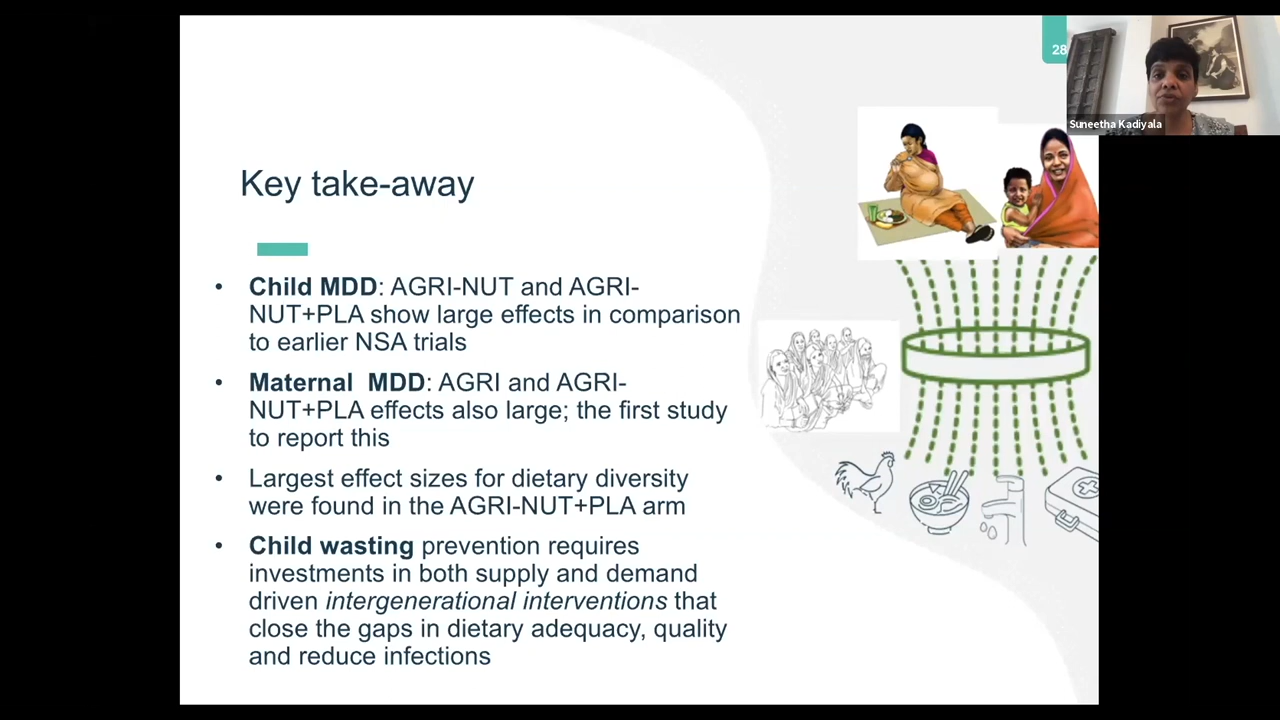 28
Suneetha Kadiyala
Key take-away
• Child MDD: AGRI-NUT and AGRI-
NUT+PLA show large effects in comparison
to earlier NSA trials
• Maternal  MDD: AGRI and AGRI-
NUT+PLA effects also large; the first study
to report this
• Largest effect sizes for dietary diversity
were found in the AGRI-NUT+PLA arm
• Child wasting prevention requires
investments in both supply and demand
driven intergenerational interventions that
close the gaps in dietary adequacy, quality
and reduce infections